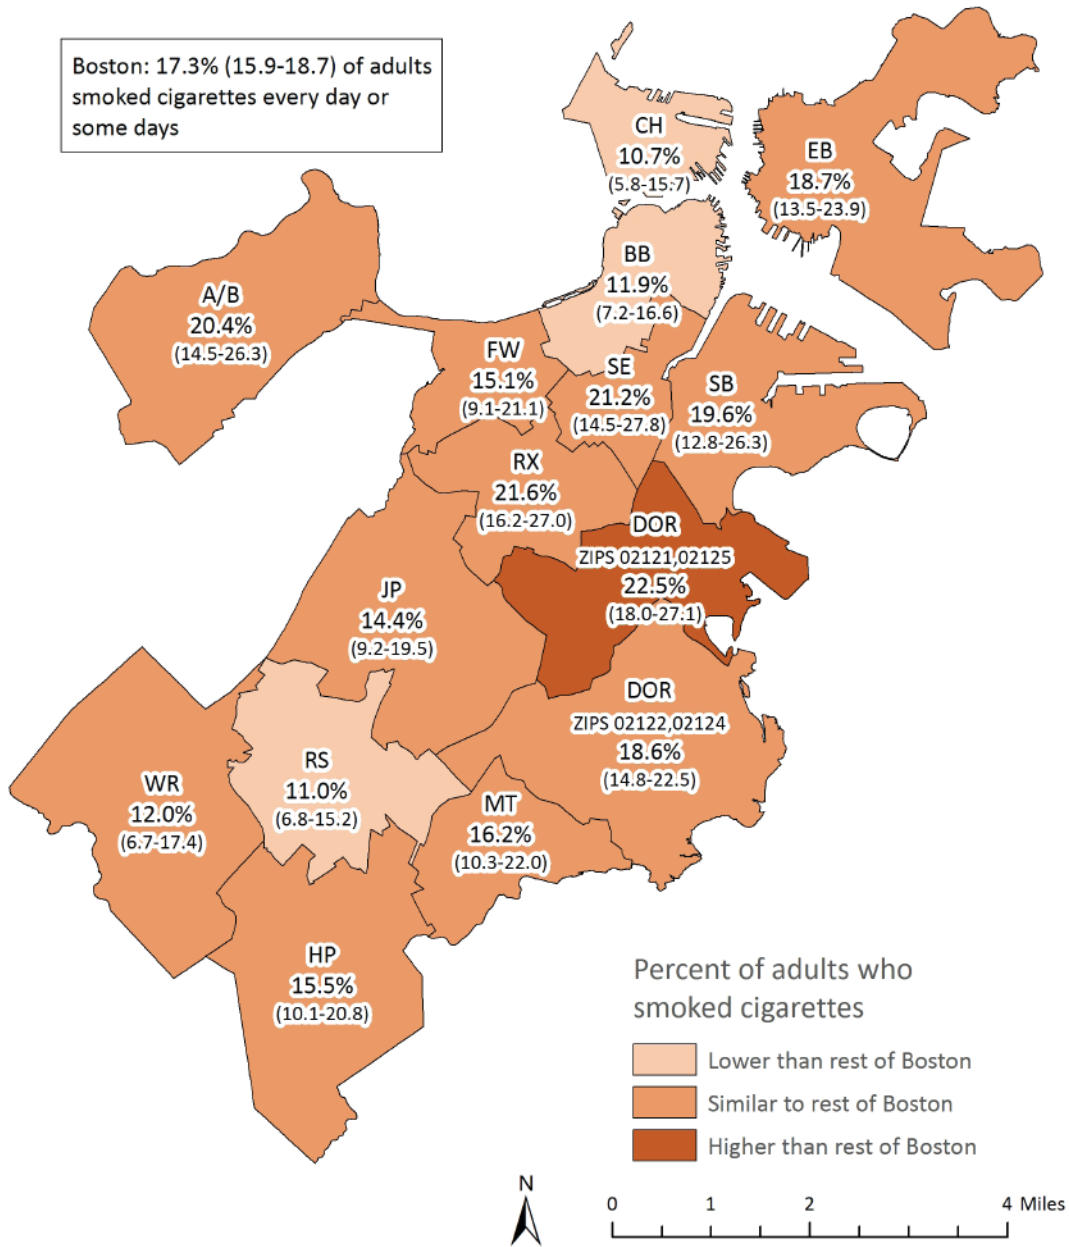 Boston: 17.3% (15.9-18.7) of adults
smoked cigarettes every day or
some days
CH
10.7%
(5.8-15.7)
EB
18.7%
(13.5-23.9)
BB
11.9%
(7.2-16.6)
A/B
20.4%
(14.5-26.3)
FW
15.1%
(9.1-21.1)
SE
21.2%
(14.5-27.8)
SB
19.6%
(12.8-26.3)
RX
21.6%
(16.2-27.0)
DOR
ZIPS 02121,02125
22.5%
(18.0-27.1)
JP
14.4%
(9.2-19.5)
DOR
ZIPS 02122,02124
18.6%
(14.8-22.5)
RS
11.0%
(6.8-15.2)
WR
12.0%
(6.7-17.4)
MT
16.2%
(10.3-22.0)
HP
15.5%
(10.1-20.8)
Percent of adults who
smoked cigarettes
Lower than rest of Boston
Similar to rest of Boston
Higher than rest of Boston
N
0 1 2 4 Miles